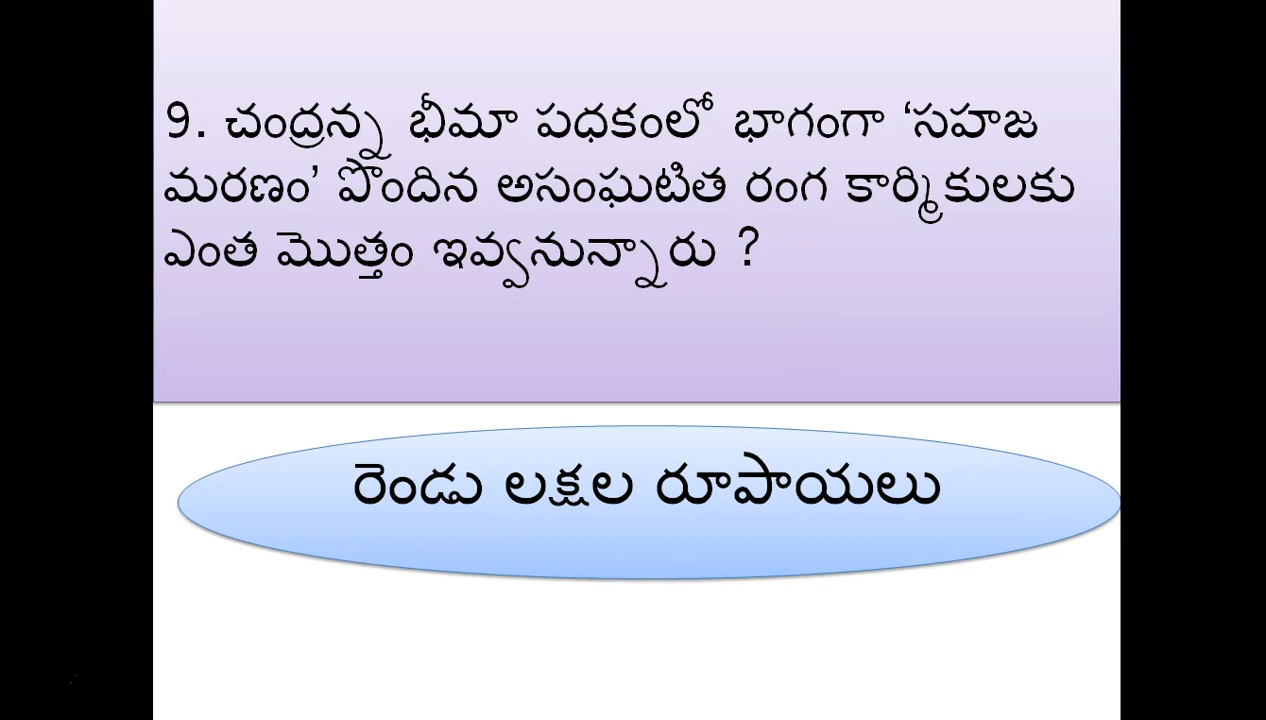 9. చంద్రన్న భీమా పధకంలో భాగంగా ‘సహజ
మరణం’ పొందిన అసంఘటిత రంగ కార్మికులకు
ఎంత మొత్తం ఇవ్వనున్నారు ?
రెండు లక్షల రూపాయలు